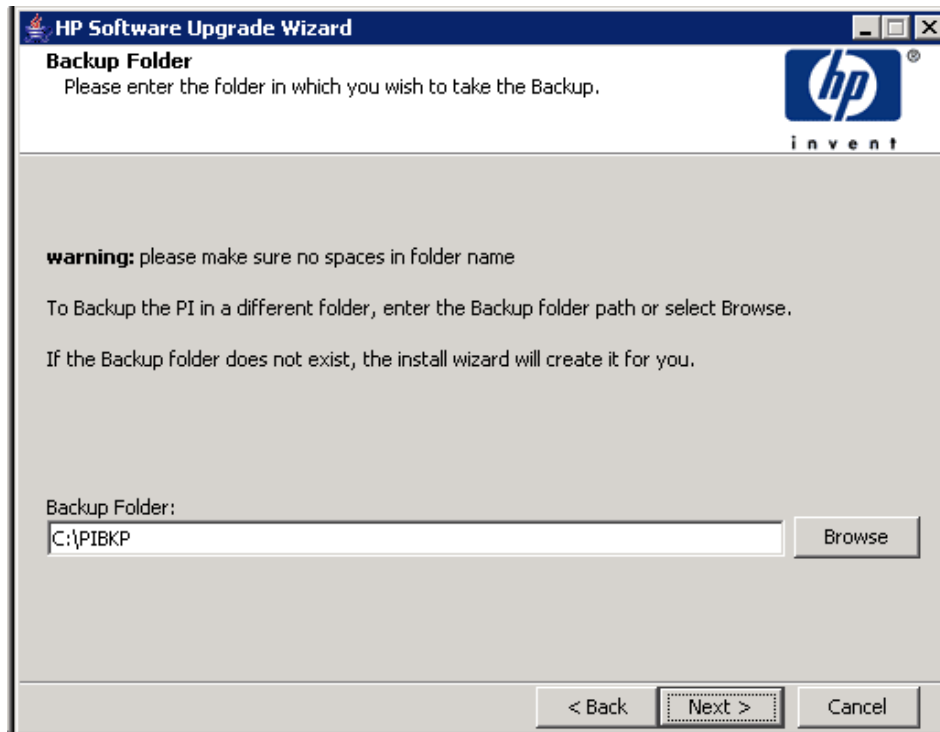 HP Software Upgrade Wizard
Backup Folder
Please enter the folder in which you wish to take the Backup.
hp
®
invent
warning: please make sure no spaces in folder name
To Backup the PI in a different folder, enter the Backup folder path or select Browse.
If the Backup folder does not exist, the install wizard will create it for you.
Backup Folder:
C:\PIBKP
Browse
< Back
Next >
Cancel